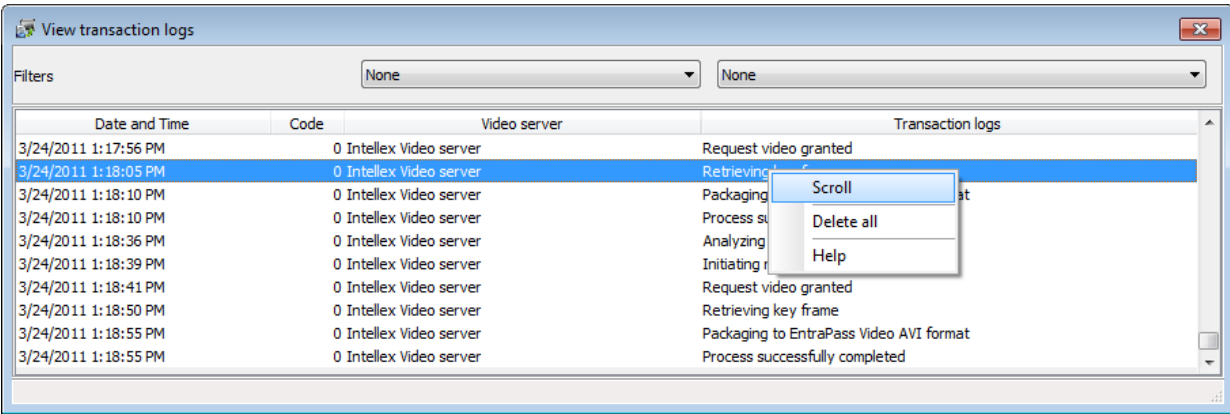 View transaction logs
Filters None None
Date and Time Code Video server Transaction logs
3/24/2011 1:17:56 PM 0 Intellex Video server Request video granted
3/24/2011 1:18:05 PM 0 Intellex Video server Retrieving
Scroll
3/24/2011 1:18:10 PM 0 Intellex Video server Packaging at
3/24/2011 1:18:10 PM 0 Intellex Video server Process su
Delete all
3/24/2011 1:18:36 PM 0 Intellex Video server Analyzing
Help
3/24/2011 1:18:39 PM 0 Intellex Video server Initiating
3/24/2011 1:18:41 PM 0 Intellex Video server Request video granted
3/24/2011 1:18:50 PM 0 Intellex Video server Retrieving key frame
3/24/2011 1:18:55 PM 0 Intellex Video server Packaging to EntraPass Video AVI format
3/24/2011 1:18:55 PM 0 Intellex Video server Process successfully completed